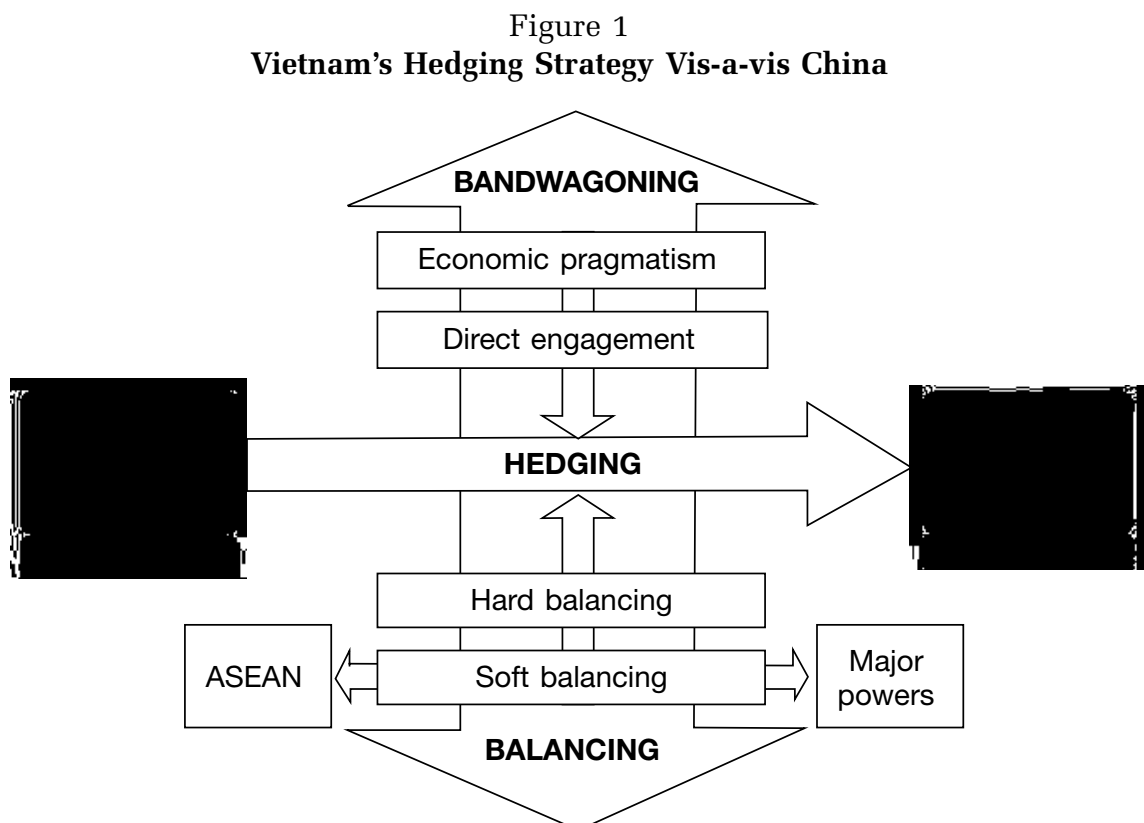 Figure 1
Vietnam's Hedging Strategy Vis-a-vis China
BANDWAGONING
Economic pragmatism
Direct engagement
HEDGING
Hard balancing
ASEAN
Soft balancing
Major
powers
BALANCING